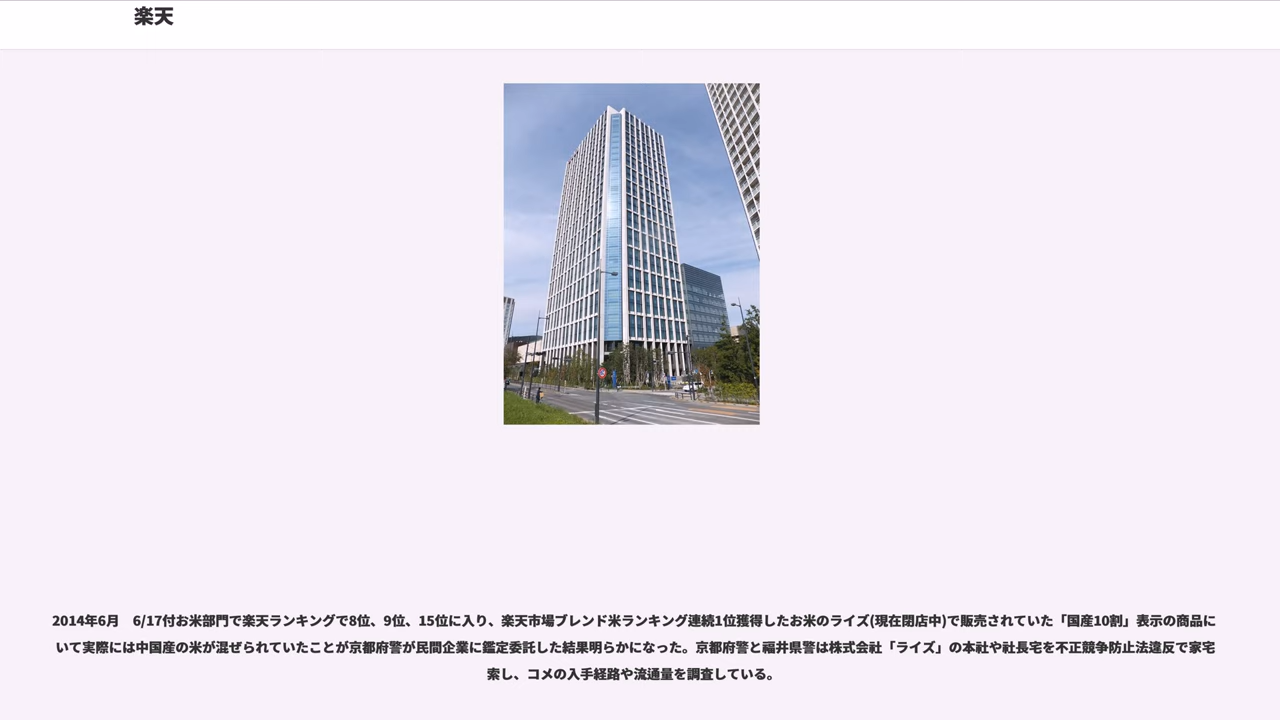 楽天
2014年6月　6/17付お米部門で楽天ランキングで8位、9位、15位に入り、楽天市場ブレンド米ランキング連続1位獲得したお米のライズ(現在閉店中)で販売されていた「国産10割」表示の商品に
いて実際には中国産の米が混ぜられていたことが京都府警が民間企業に鑑定委託した結果明らかになった。京都府警と福井県警は株式会社「ライズ」の本社や社長宅を不正競争防止法違反で家宅
索し、コメの入手経路や流通量を調査している。